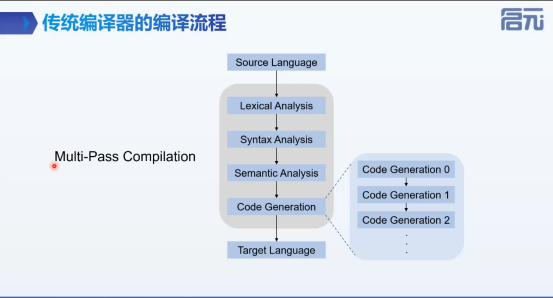 传统编译器的编译流程
启元
Source Language
Lexical Analysis
Syntax Analysis
Multi-Pass Compilation
Semantic Analysis
Code Generation
Target Language
Code Generation 0
Code Generation 1
Code Generation 2
.
.
.